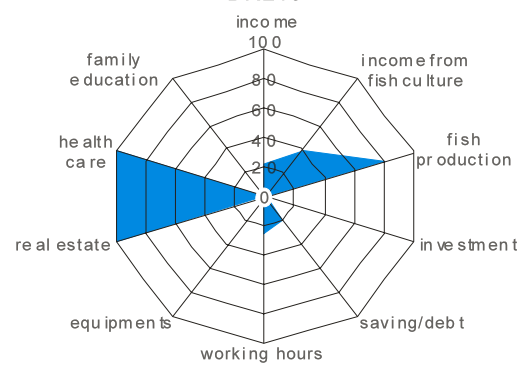 income
100
family
education
income from
fish culture
80
60
health
care
40
fish
production
20
0
real estate
investment
equipments
saving/debt
working hours